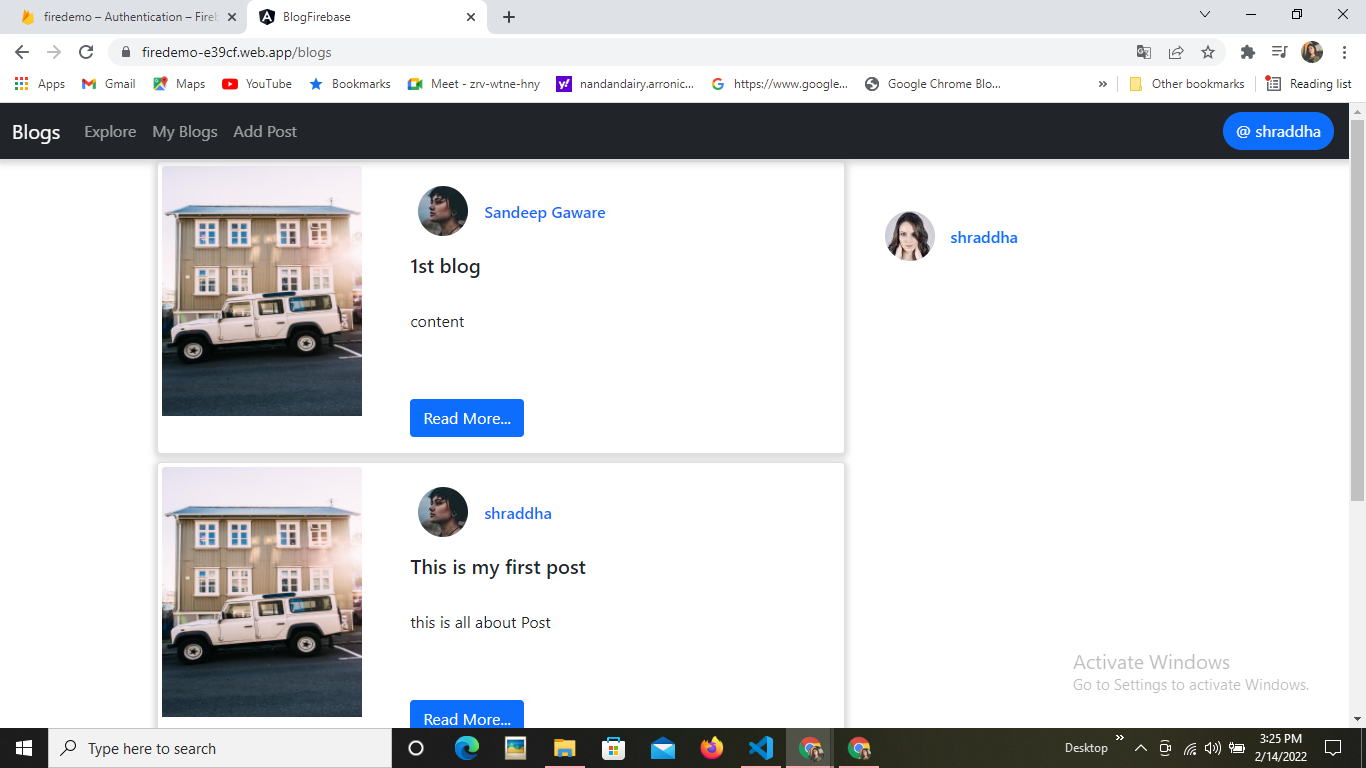 firedemo – Authentication – Fireb
BlogFirebase
firedemo-e39cf.web.app/blogs
Apps
Gmail
Maps
YouTube
Bookmarks
Meet - zrv-wtne-hny
nandandairy.arronic...
https://www.google...
Google Chrome Blo...
»
Other bookmarks
Reading list
Blogs
Explore
My Blogs
Add Post
@ shraddha
Sandeep Gaware
1st blog
content
Read More...
shraddha
shraddha
This is my first post
this is all about Post
Read More...
Activate Windows
Go to Settings to activate Windows.
Type here to search
Desktop
»
3:25 PM
2/14/2022